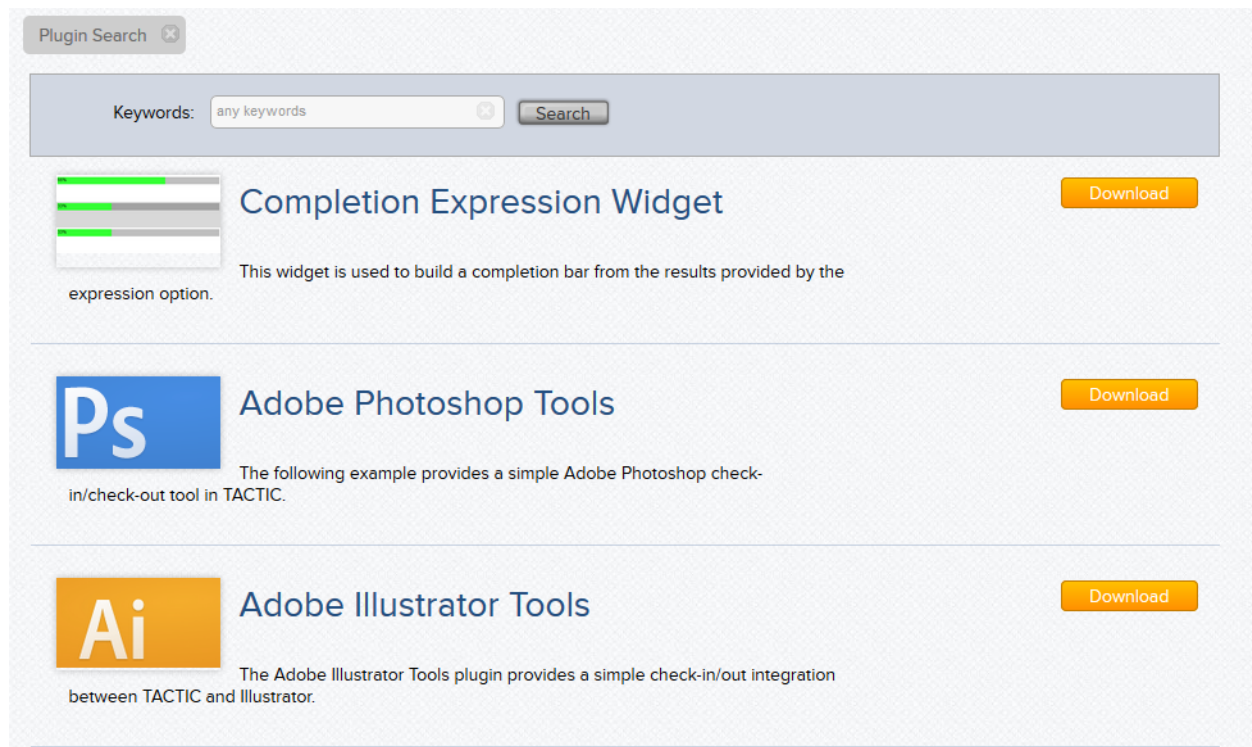 Plugin Search
Keywords: any keywords Search
Completion Expression Widget
Download
This widget is used to build a completion bar from the results provided by the
expression option.
Ps
Adobe Photoshop Tools
Download
The following example provides a simple Adobe Photoshop check-
in/check-out tool in TACTIC.
Ai
Adobe Illustrator Tools
Download
The Adobe Illustrator Tools plugin provides a simple check-in/out integration
between TACTIC and Illustrator.